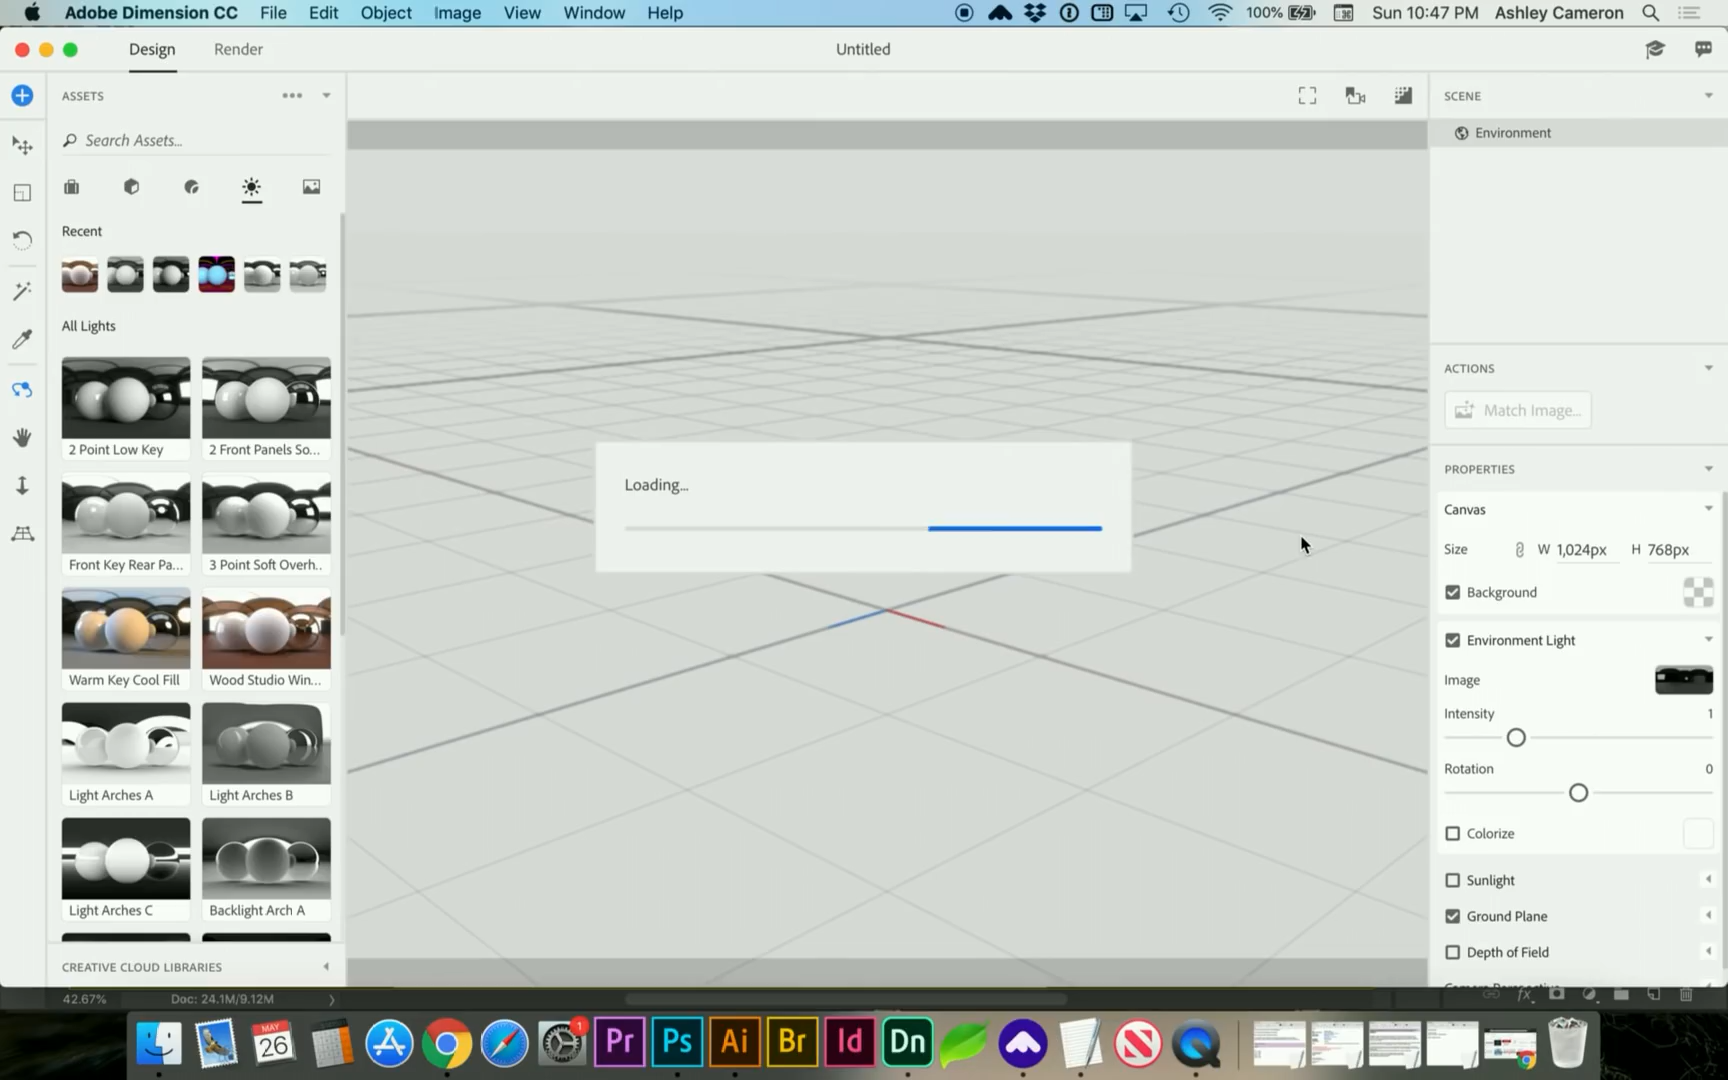 Adobe Dimension CC File Edit Object Image View Window Help 100% Sun 10:47 PM Ashley Cameron
Design Render Untitled
ASSETS
Search Assets...
Recent
All Lights
2 Point Low Key 2 Front Panels So...
Front Key Rear Pa... 3 Point Soft Overh..
Warm Key Cool Fill Wood Studio Win...
Light Arches A Light Arches B
Light Arches C Backlight Arch A
CREATIVE CLOUD LIBRARIES
Loading...
SCENE
Environment
ACTIONS
Match Image...
PROPERTIES
Canvas
Size W 1,024px H 768px
Background
Environment Light
Image
Intensity 1
Rotation 0
Colorize
Sunlight
Ground Plane
Depth of Field
42.67% Doc: 24.1M/9.12M
fx
MAY
26
1
Pr Ps Ai Br Id Dn